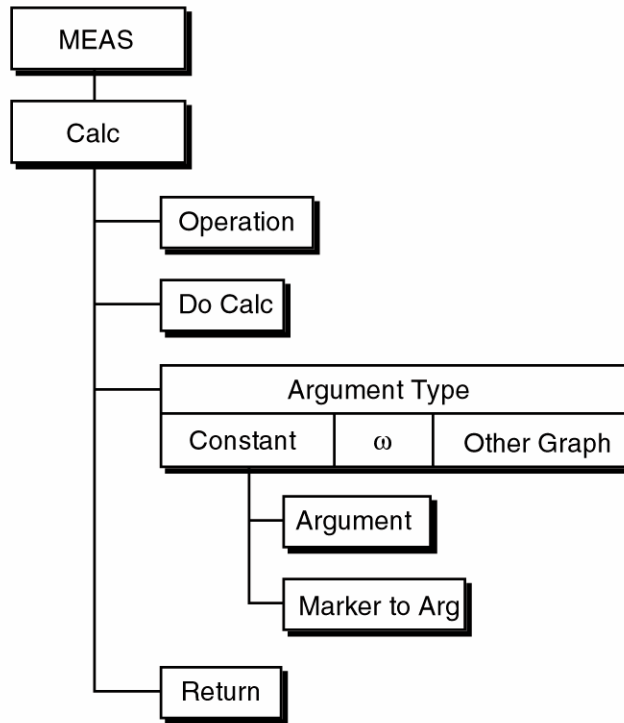 MEAS
Calc
Operation
Do Calc
Argument Type
Constant
ω
Other Graph
Argument
Marker to Arg
Return